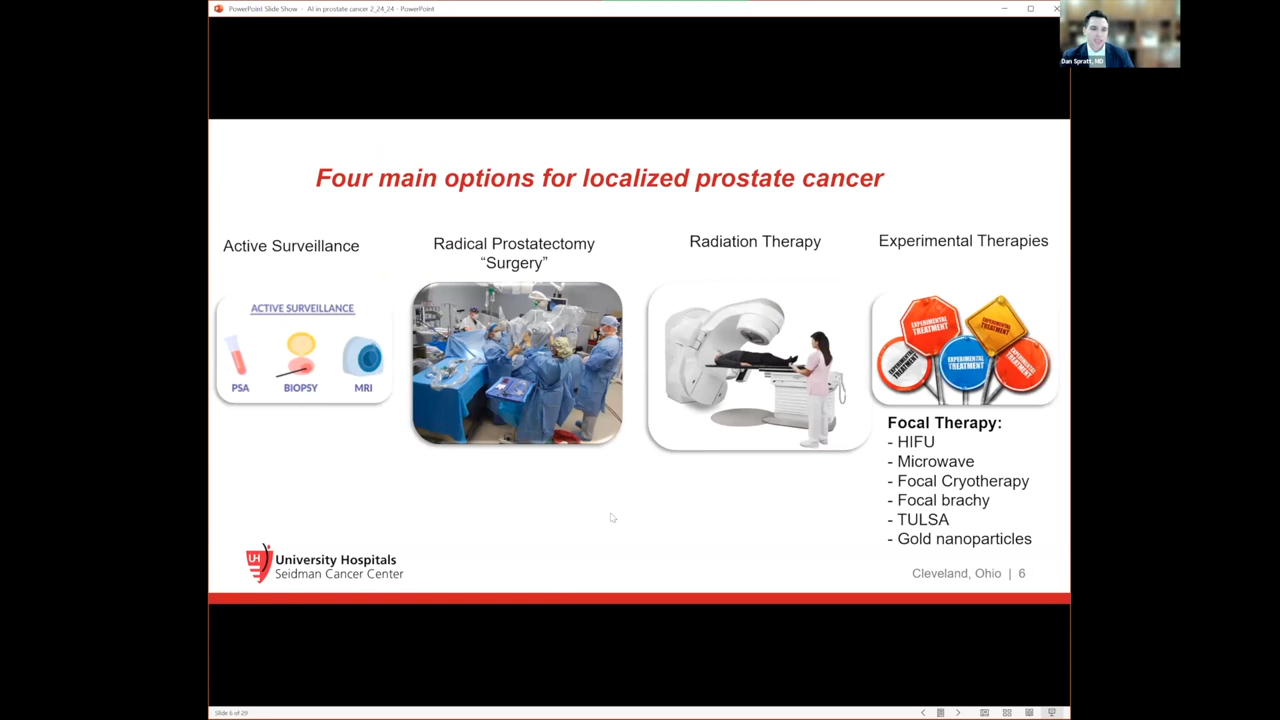 PowerPoint Slide Show - AI in prostate cancer 2_24_24 - PowerPoint
Dan Spratt, MD
Four main options for localized prostate cancer
Active Surveillance
Radical Prostatectomy
“Surgery”
Radiation Therapy
Experimental Therapies
ACTIVE SURVEILLANCE
PSA
BIOPSY
MRI
EXPERIMENTAL
TREATMENT
EXPERIMENTAL
TREATMENT
EXPERIMENTAL
TREATMENT
EXPERIMENTAL
TREATMENT
EXPERIMENTAL
TREATMENT
Focal Therapy:
- HIFU
- Microwave
- Focal Cryotherapy
- Focal brachy
- TULSA
- Gold nanoparticles
UH
University Hospitals
Seidman Cancer Center
Cleveland, Ohio | 6
Slide 6 of 29